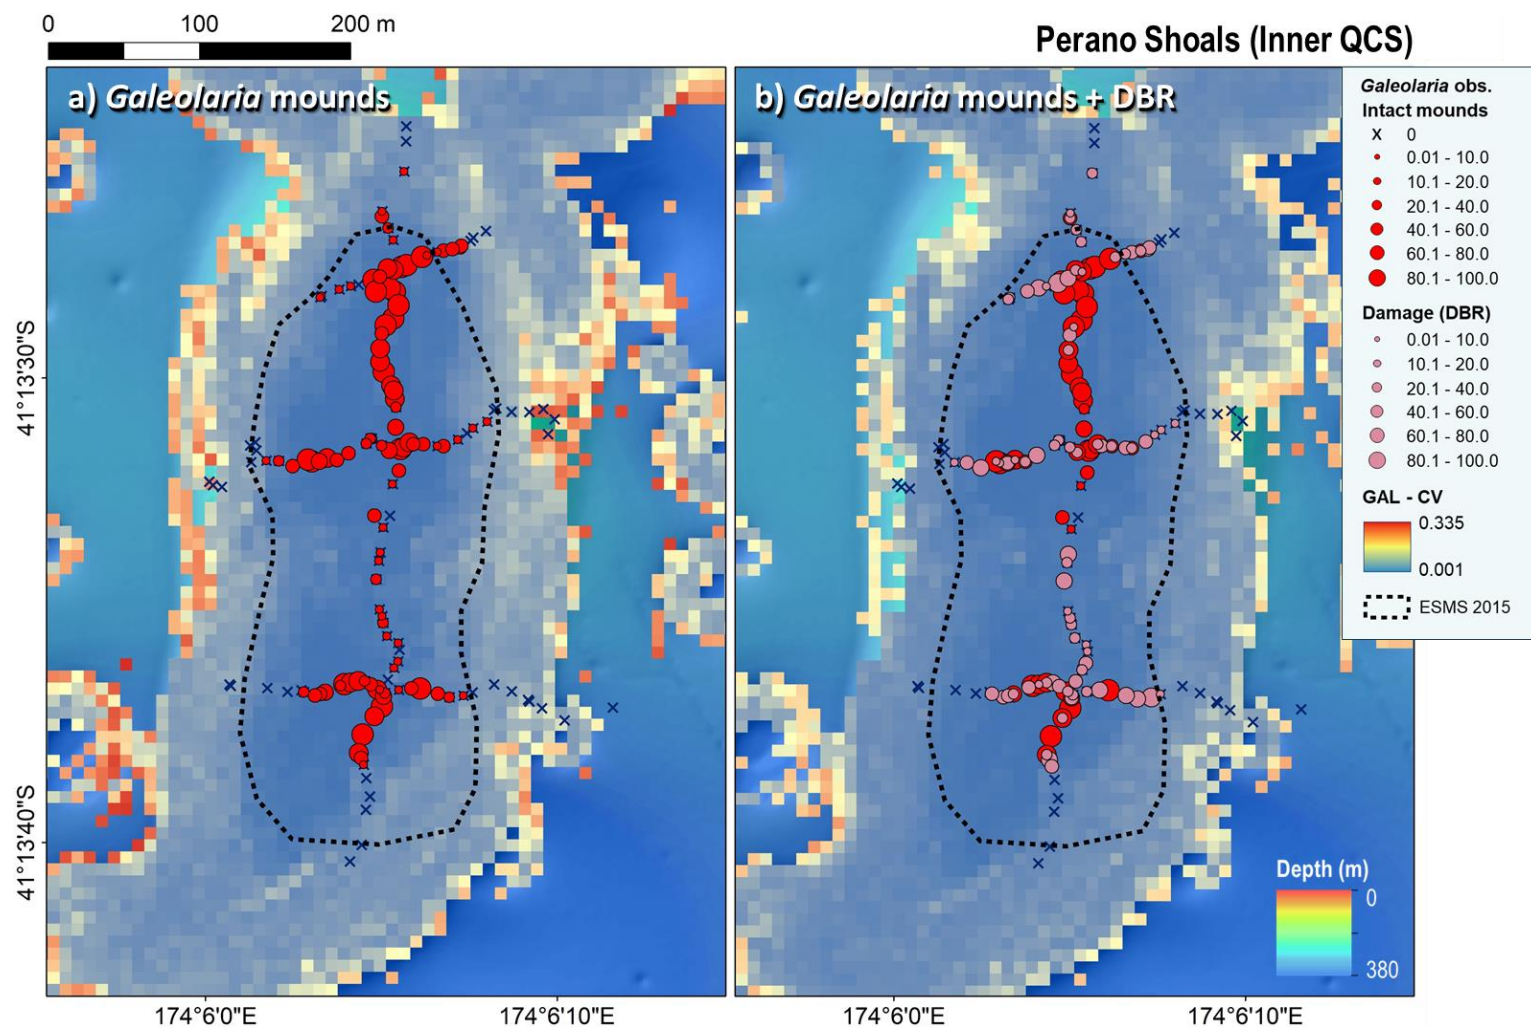 0 100 200 m
Perano Shoals (Inner QCS)
a) Galeolaria mounds
b) Galeolaria mounds + DBR
Galeolaria obs.
Intact mounds
x 0
0.01 - 10.0
10.1 - 20.0
20.1 - 40.0
40.1 - 60.0
60.1 - 80.0
80.1 - 100.0
Damage (DBR)
0.01 - 10.0
10.1 - 20.0
20.1 - 40.0
40.1 - 60.0
60.1 - 80.0
80.1 - 100.0
GAL - CV
0.335
0.001
ESMS 2015
41°13'30"S
41°13'40"S
Depth (m)
0
380
174°6'0"E 174°6'10"E 174°6'0"E 174°6'10"E